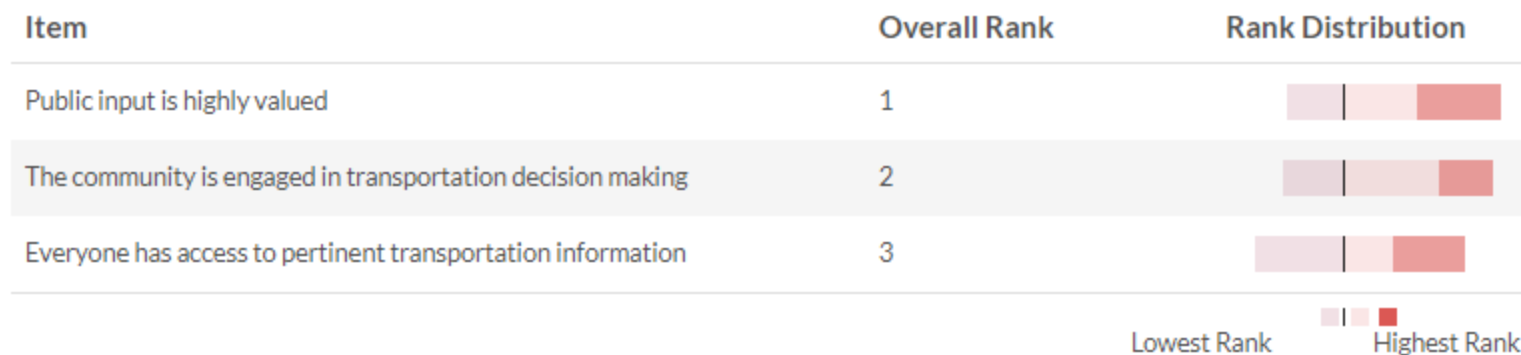 Item Overall Rank Rank Distribution
Public input is highly valued 1
The community is engaged in transportation decision making 2
Everyone has access to pertinent transportation information 3
Lowest Rank Highest Rank